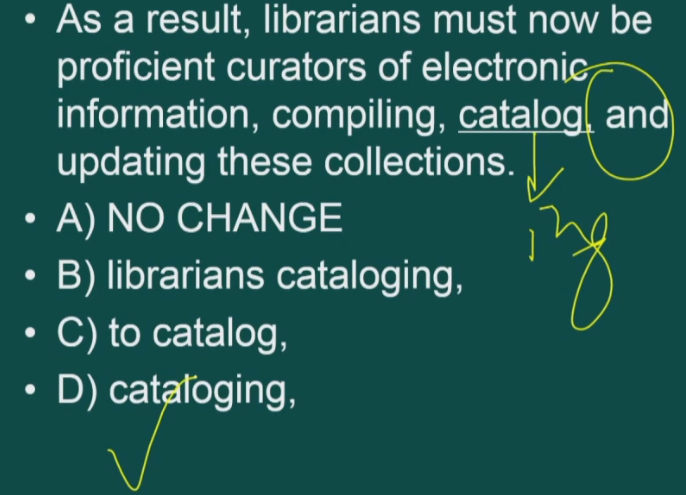 • As a result, librarians must now be
proficient curators of electronic
information, compiling, catalog, and
updating these collections.
ing
• A) NO CHANGE
• B) librarians cataloging,
• C) to catalog,
• D) cataloging,